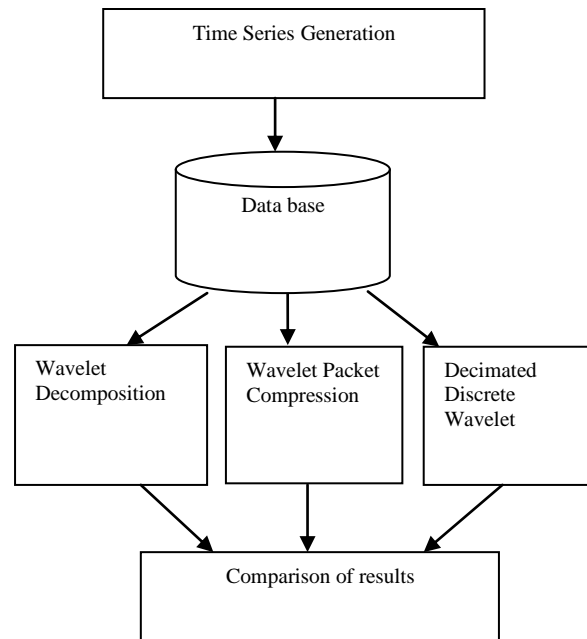 Time Series Generation
Data base
Wavelet
Decomposition
Wavelet Packet
Compression
Decimated
Discrete
Wavelet
Comparison of results